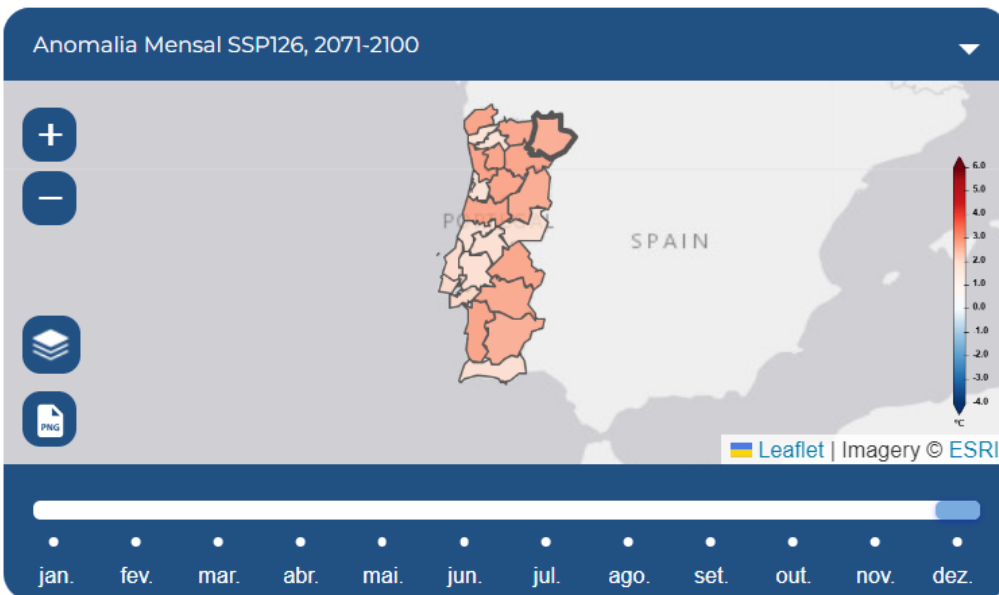 Anomalia Mensal SSP126, 2071-2100
+
−
PORTUGAL
SPAIN
6.0
5.0
4.0
3.0
2.0
1.0
0.0
-1.0
-2.0
-3.0
-4.0
°C
PNG
Leaflet | Imagery © ESRI
jan. fev. mar. abr. mai. jun. jul. ago. set. out. nov. dez.